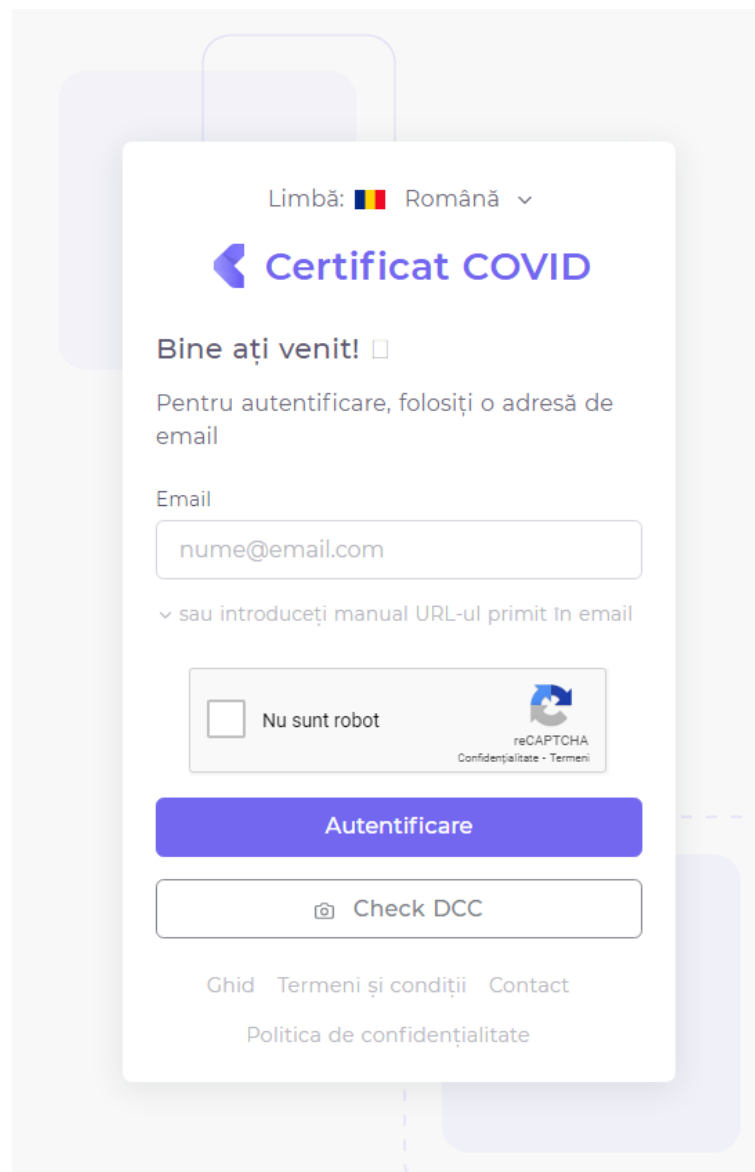 Limbă: Română
Certificat COVID
Bine ați venit!
Pentru autentificare, folosiți o adresă de
email
Email
nume@email.com
sau introduceți manual URL-ul primit în email
Nu sunt robot
reCAPTCHA
Confidențialitate - Termeni
Autentificare
Check DCC
Ghid Termeni și condiții Contact
Politica de confidențialitate